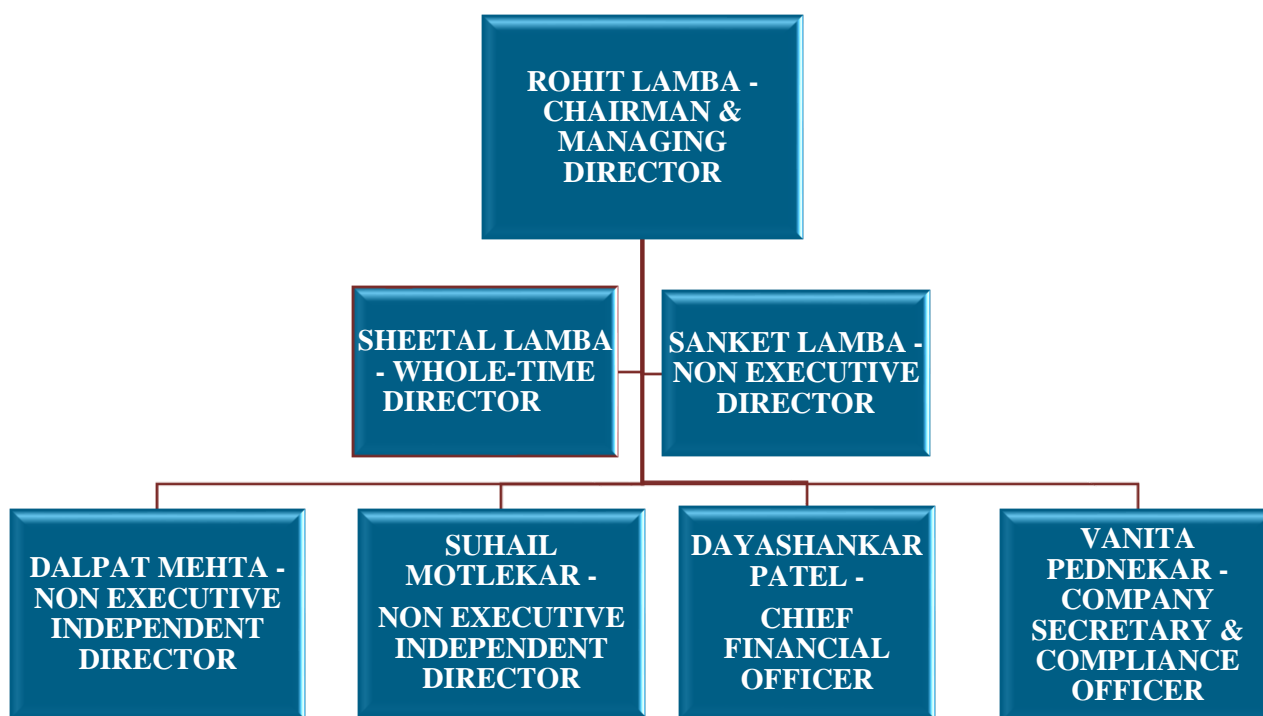 ROHIT LAMBA -
CHAIRMAN &
MANAGING
DIRECTOR
SHEETAL LAMBA
- WHOLE-TIME
DIRECTOR
SANKET LAMBA -
NON EXECUTIVE
DIRECTOR
DALPAT MEHTA -
NON EXECUTIVE
INDEPENDENT
DIRECTOR
SUHAIL
MOTLEKAR -
NON EXECUTIVE
INDEPENDENT
DIRECTOR
DAYASHANKAR
PATEL -
CHIEF
FINANCIAL
OFFICER
VANITA
PEDNEKAR -
COMPANY
SECRETARY &
COMPLIANCE
OFFICER